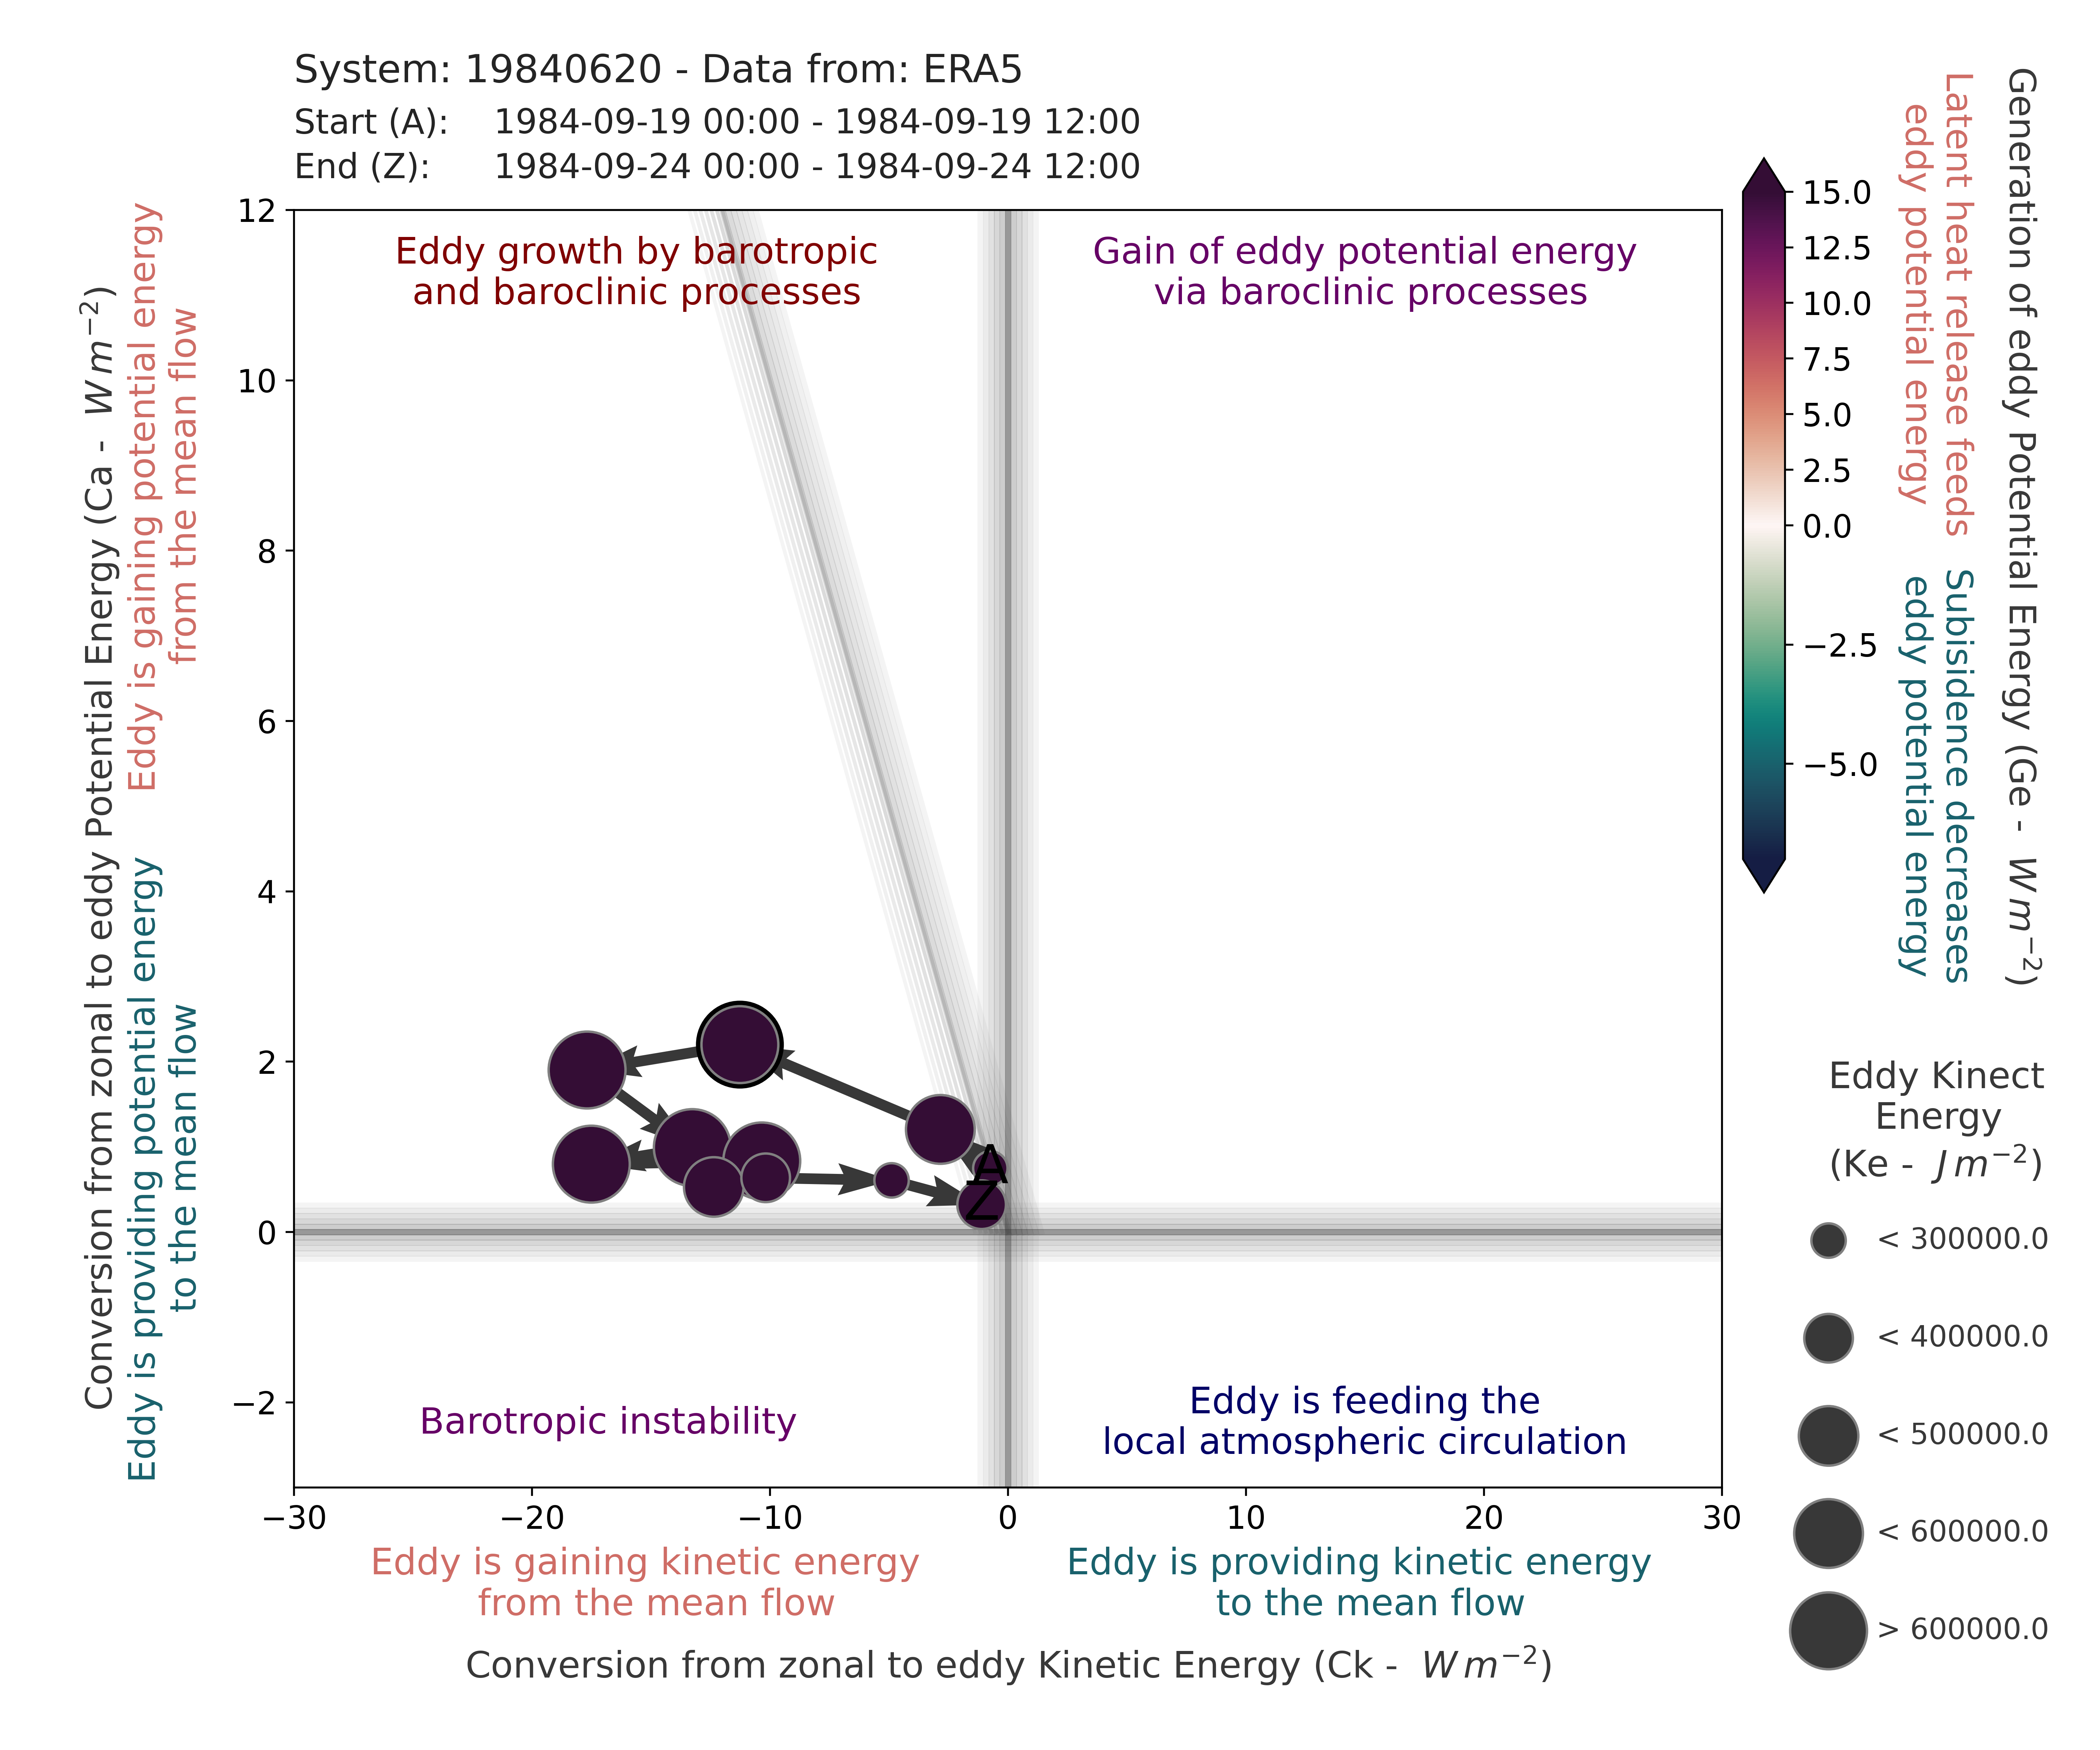 System: 19840620 - Data from: ERA5
Start (A): 1984-09-19 00:00 - 1984-09-19 12:00
End (Z): 1984-09-24 00:00 - 1984-09-24 12:00
Conversion from zonal to eddy Potential Energy (Ca - W m−2)
Eddy is gaining potential energy
from the mean flow
Eddy is providing potential energy
to the mean flow
12
10
8
6
4
2
0
−2
Eddy growth by barotropic
and baroclinic processes
Gain of eddy potential energy
via baroclinic processes
A
Z
Barotropic instability
Eddy is feeding the
local atmospheric circulation
−30
−20
−10
0
10
20
30
Eddy is gaining kinetic energy
from the mean flow
Eddy is providing kinetic energy
to the mean flow
Conversion from zonal to eddy Kinetic Energy (Ck - W m−2)
15.0
12.5
10.0
7.5
5.0
2.5
0.0
−2.5
−5.0
Latent heat release feeds
eddy potential energy
Subisidence decreases
eddy potential energy
Generation of eddy Potential Energy (Ge - W m−2)
Eddy Kinect
Energy
(Ke - J m−2)
< 300000.0
< 400000.0
< 500000.0
< 600000.0
> 600000.0